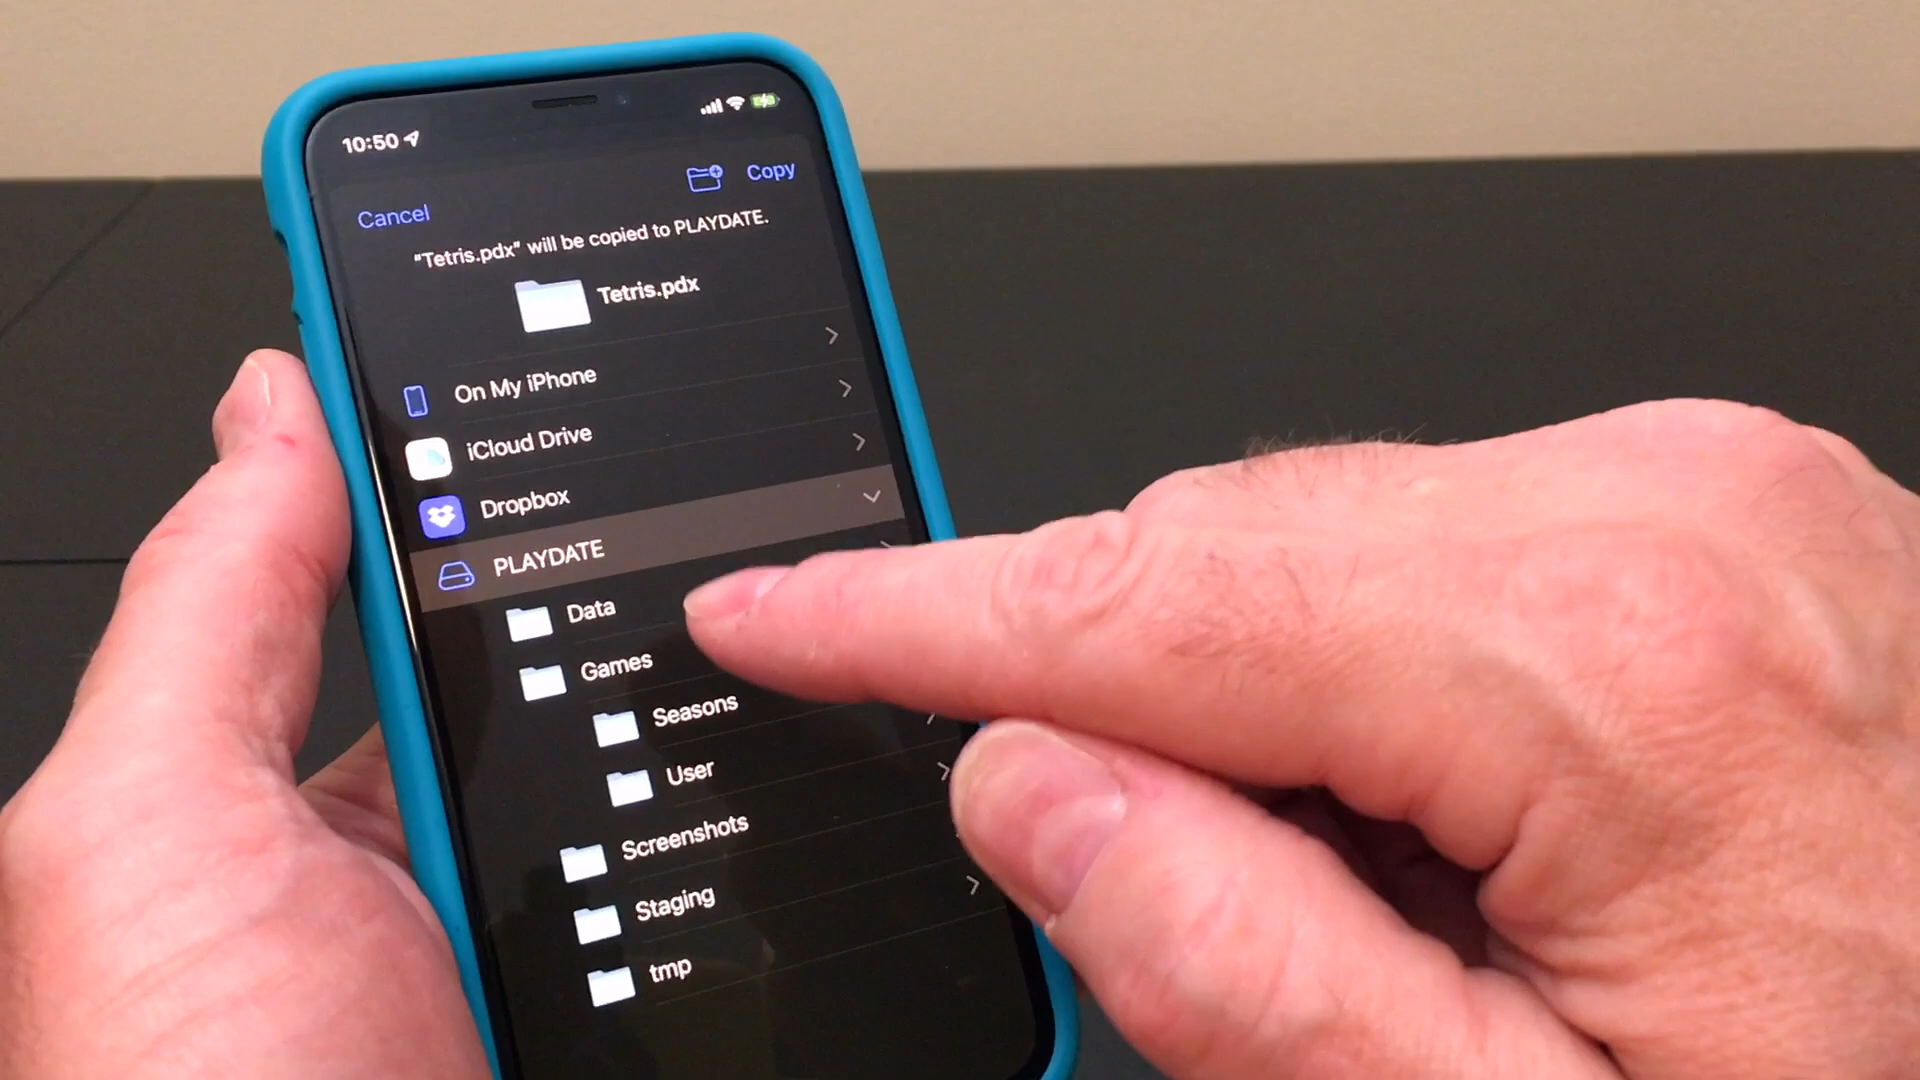 10:50
Cancel
Copy
"Tetris.pdx" will be copied to PLAYDATE.
Tetris.pdx
On My iPhone
iCloud Drive
Dropbox
PLAYDATE
Data
Games
Seasons
User
Screenshots
Staging
tmp